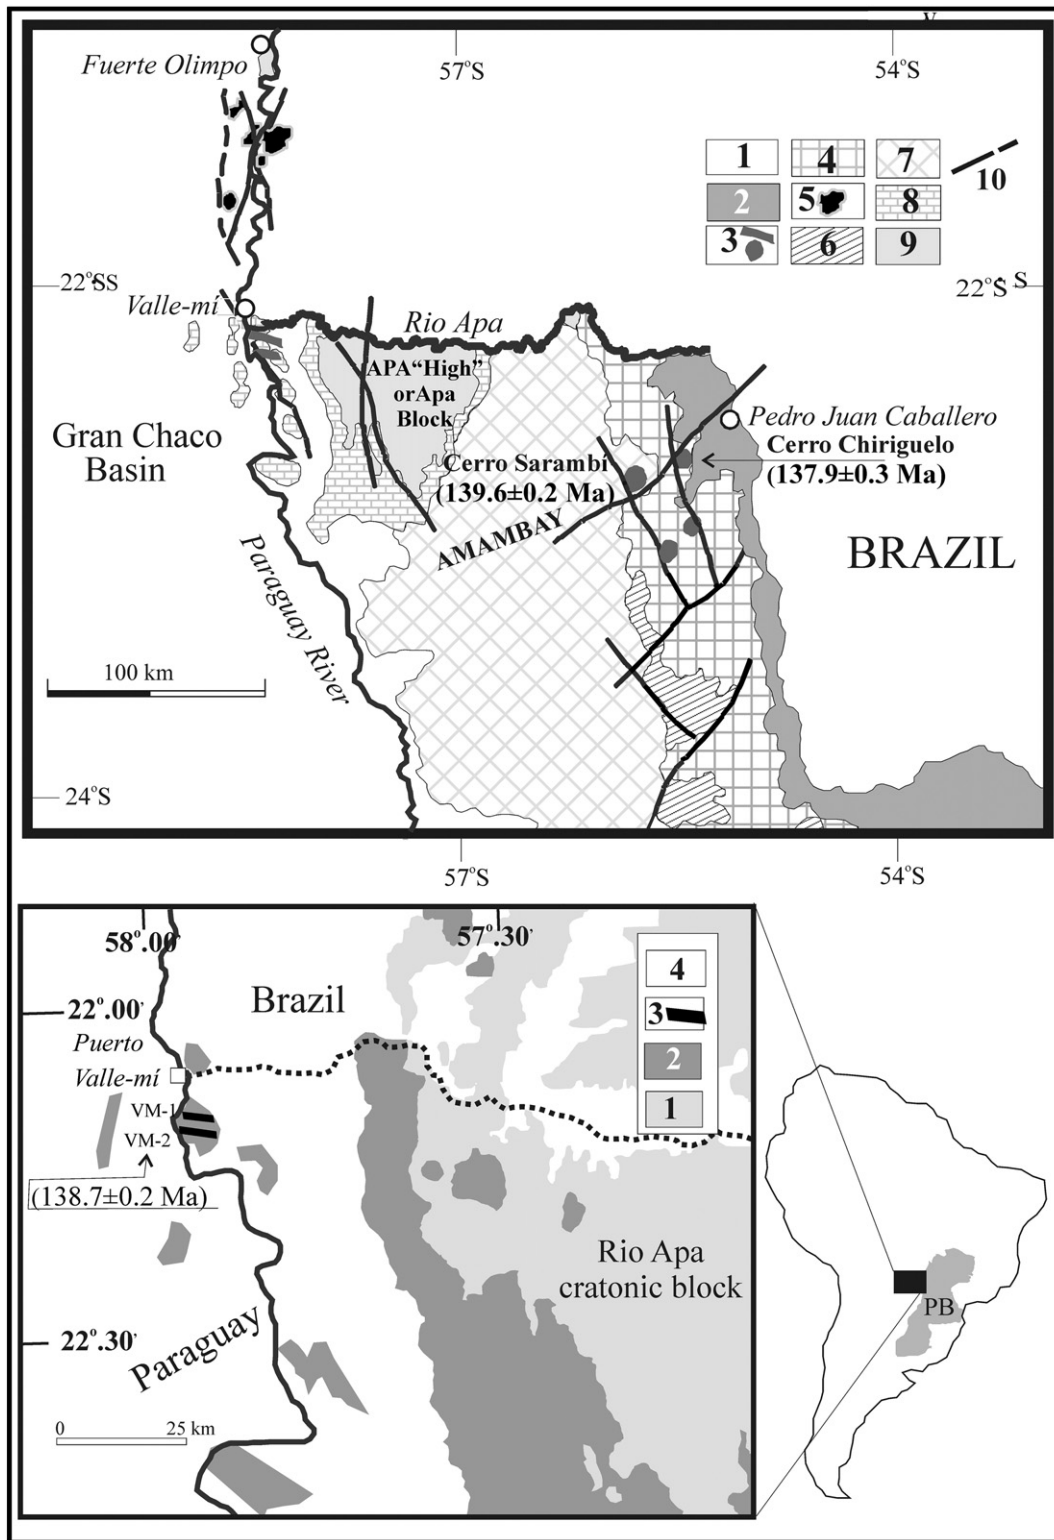 v
Fuerte Olimpo
57°S
54°S
1
4
7
10
2
5
8
3
6
9
22°SS
22°S · S
Valle-mí
Rio Apa
"APA"High"
orApa
Block
Pedro Juan Caballero
Gran Chaco
Basin
Cerro Sarambí
(139.6±0.2 Ma)
Cerro Chiriguelo
(137.9±0.3 Ma)
AMAMBAY
BRAZIL
Paraguay River
100 km
24°S
57°S
54°S
58°.00'
57°.30'
4
3
2
1
Brazil
22°.00'
Puerto
Valle-mí
VM-1
VM-2
(138.7±0.2 Ma)
Rio Apa
cratonic block
22°.30'
Paraguay
0
25 km
PB